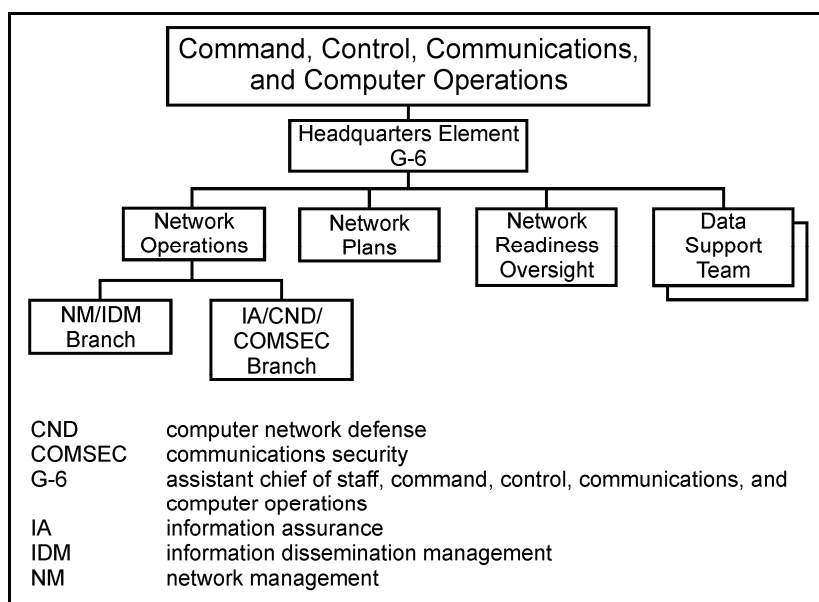 Command, Control, Communications,
and Computer Operations
Headquarters Element
G-6
Network
Operations
Network
Plans
Network
Readiness
Oversight
Data
Support
Team
NM/IDM
Branch
IA/CND/
COMSEC
Branch
CND computer network defense
COMSEC communications security
G-6 assistant chief of staff, command, control, communications, and
computer operations
IA information assurance
IDM information dissemination management
NM network management